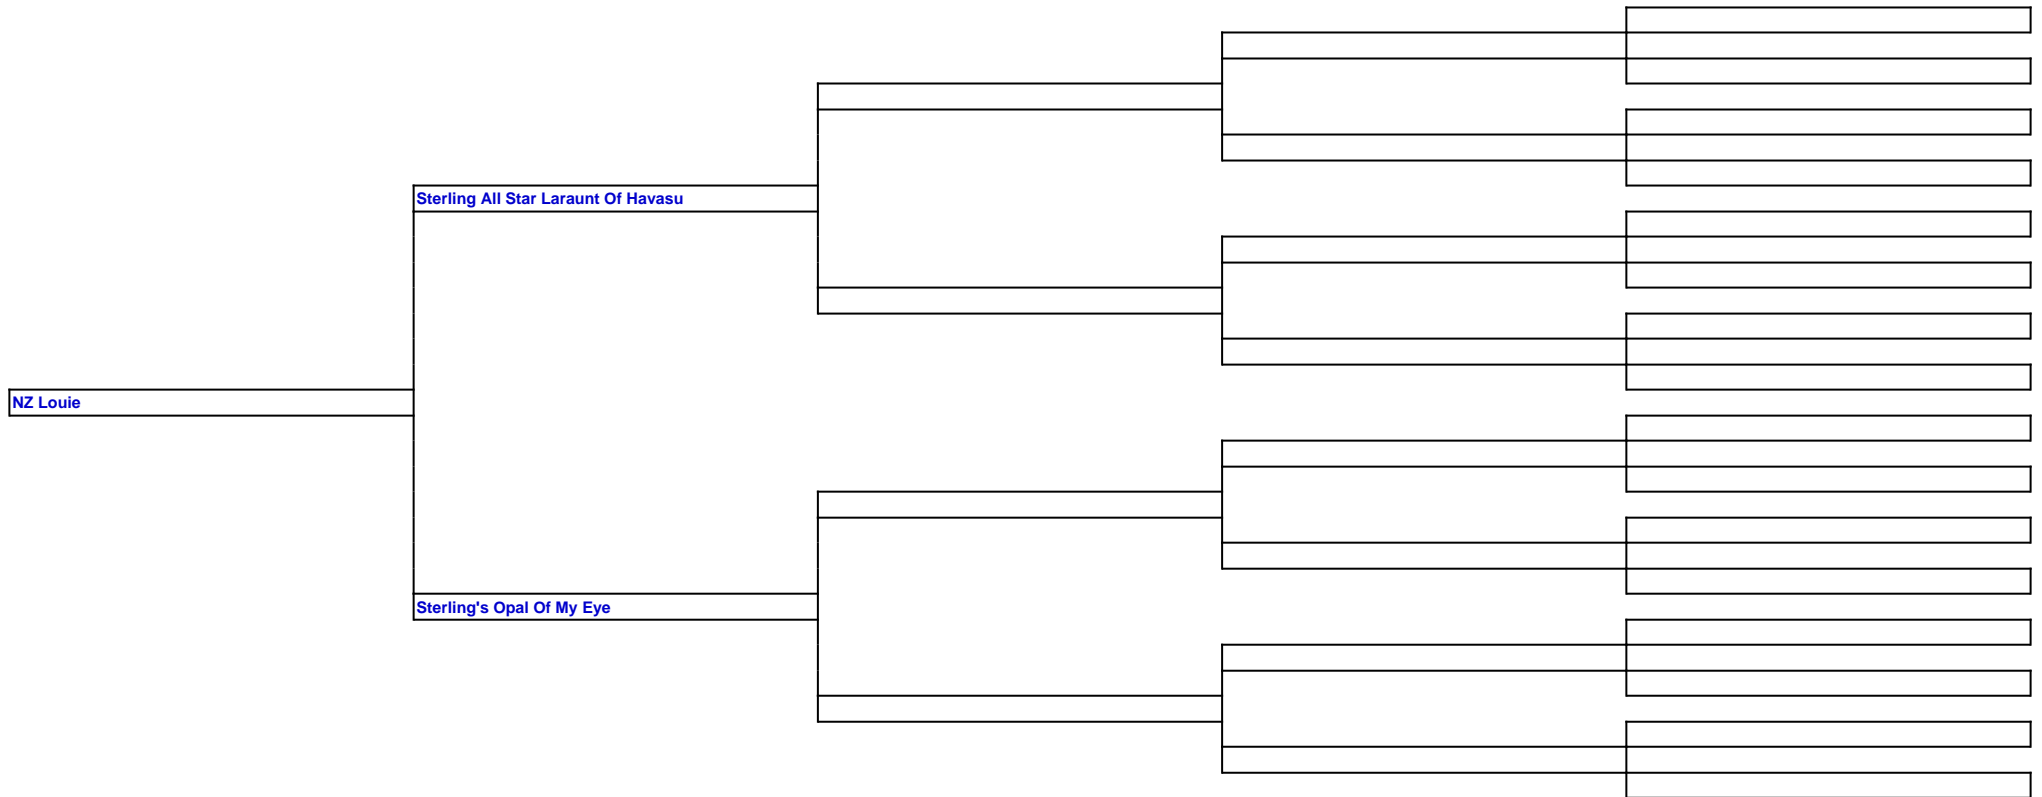 Sterling All Star Laraunt Of Havasu
NZ Louie
Sterling's Opal Of My Eye